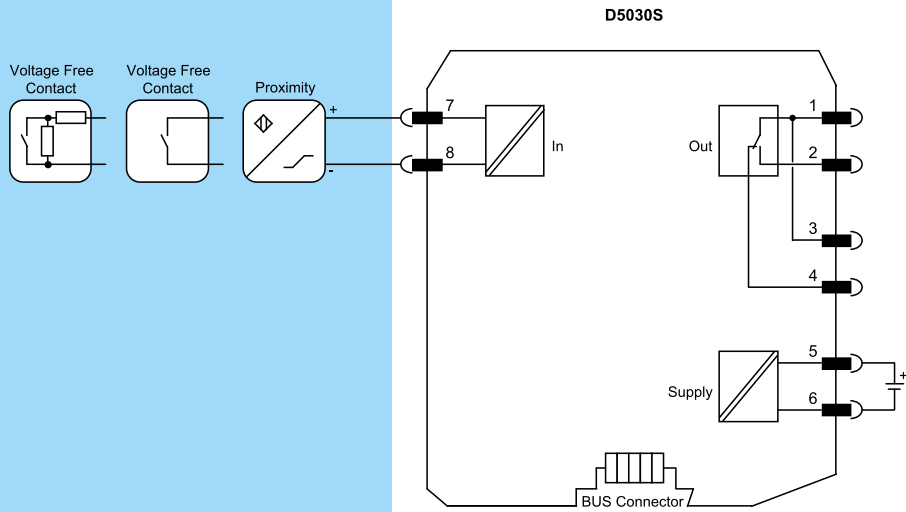 D5030S
Voltage Free
Contact
Voltage Free
Contact
Proximity
+
-
7
8
In
Out
1
2
3
4
Supply
5
6
+
BUS Connector